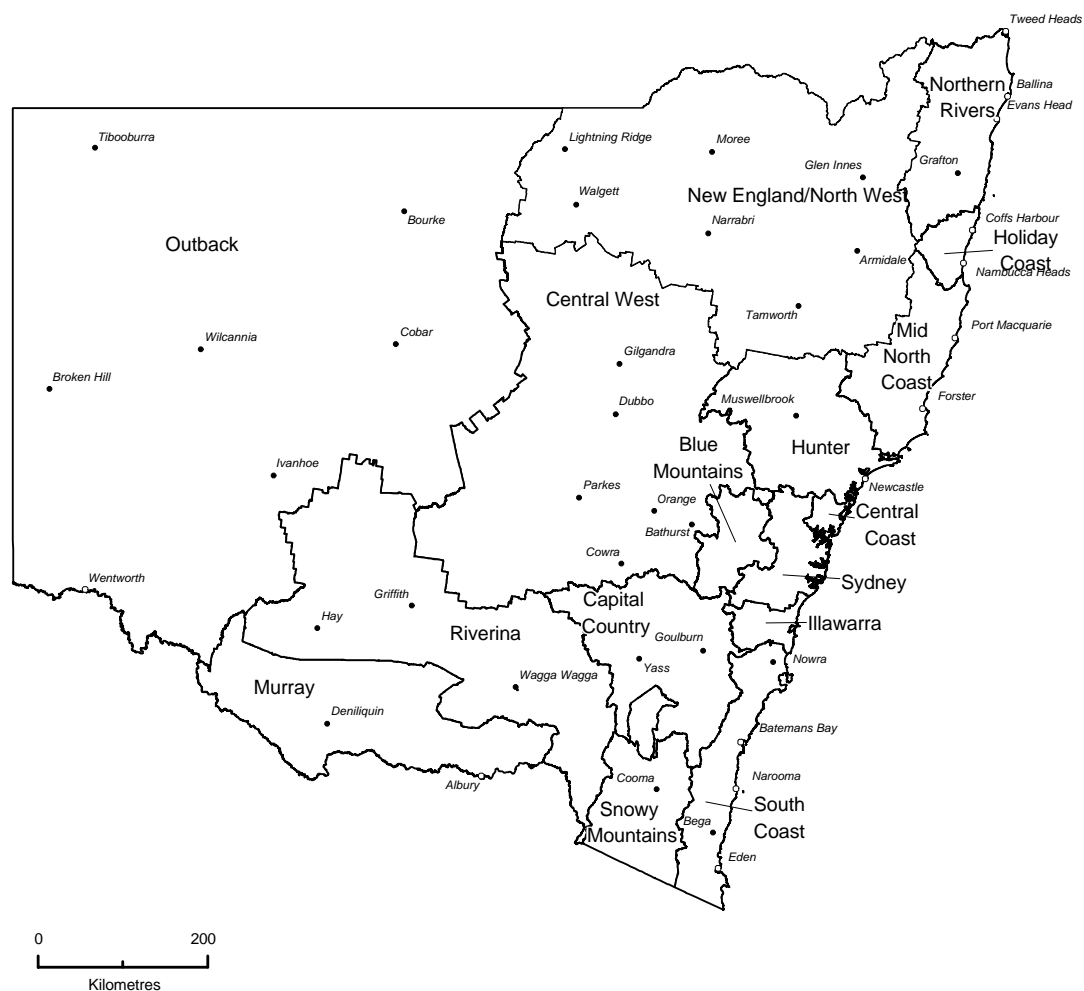 Tweed Heads
Northern
Rivers
Ballina
Evans Head
Tibooburra
Lightning Ridge
Moree
Glen Innes
Grafton
Walgett
New England/North West
Bourke
Narrabri
Coffs Harbour
Outback
Holiday
Coast
Armidale
Nambucca Heads
Central West
Tamworth
Mid
North
Coast
Port Macquarie
Wilcannia
Cobar
Gilgandra
Broken Hill
Dubbo
Muswellbrook
Forster
Blue
Mountains
Hunter
Ivanhoe
Newcastle
Parkes
Orange
Central
Coast
Bathurst
Cowra
Wentworth
Sydney
Griffith
Capital
Country
Hay
Riverina
Goulburn
Illawarra
Yass
Nowra
Wagga Wagga
Murray
Deniliquin
Batemans Bay
Albury
Cooma
Narooma
Snowy
Mountains
South
Coast
Bega
Eden
0 200
Kilometres